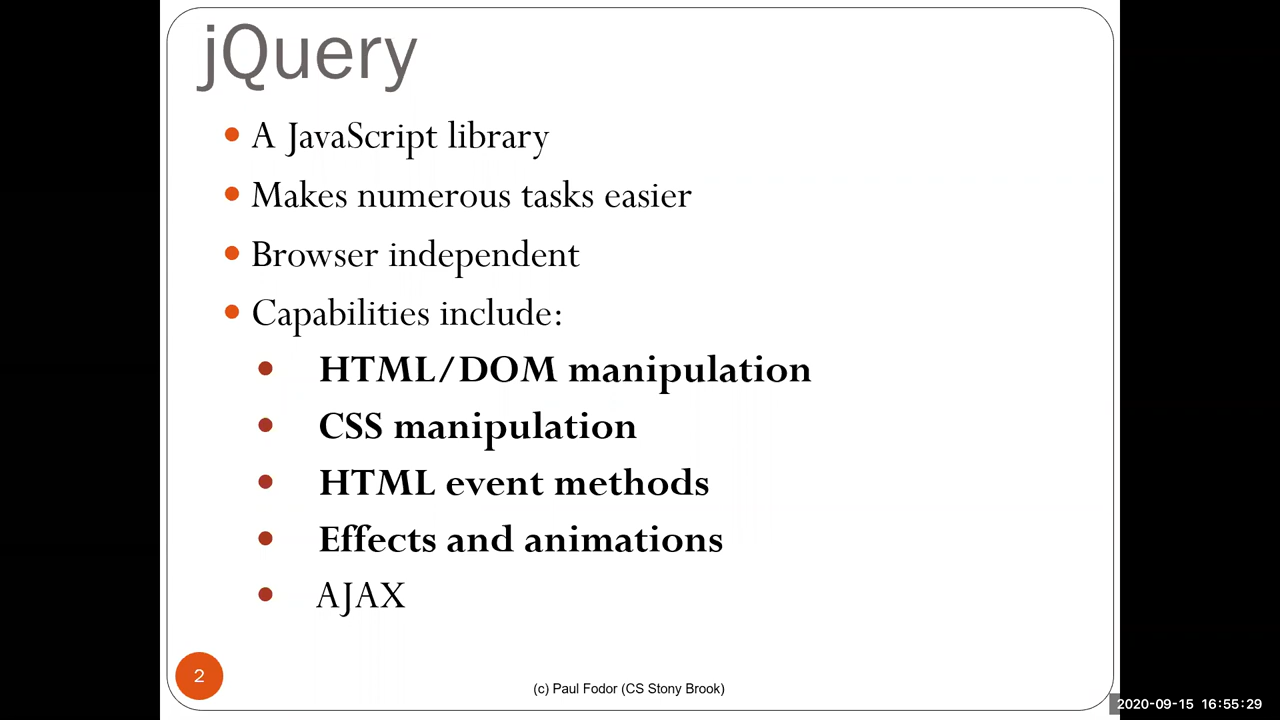 jQuery
• A JavaScript library
• Makes numerous tasks easier
• Browser independent
• Capabilities include:
• HTML/DOM manipulation
• CSS manipulation
• HTML event methods
• Effects and animations
• AJAX
2
(c) Paul Fodor (CS Stony Brook)
2020-09-15 16:55:29